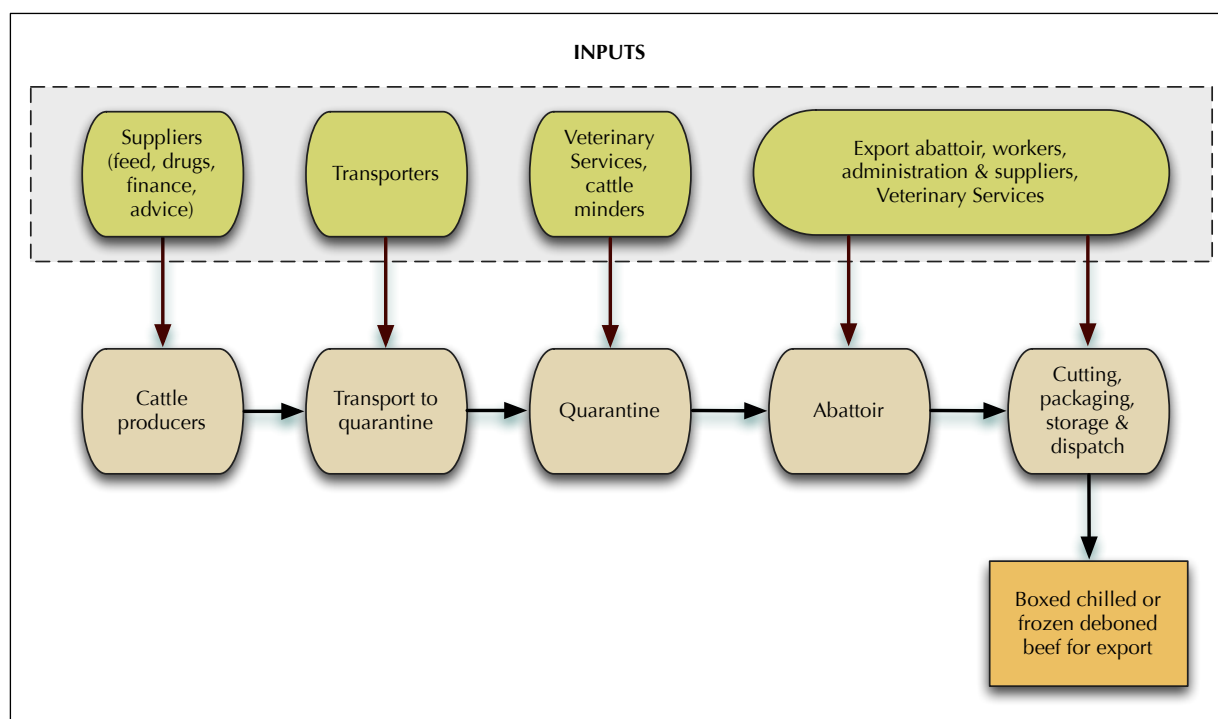 INPUTS
Suppliers
(feed, drugs,
finance,
advice)
Transporters
Veterinary
Services,
cattle
minders
Export abattoir, workers,
administration & suppliers,
Veterinary Services
Cattle
producers
Transport to
quarantine
Quarantine
Abattoir
Cutting,
packaging,
storage &
dispatch
Boxed chilled or
frozen deboned
beef for export